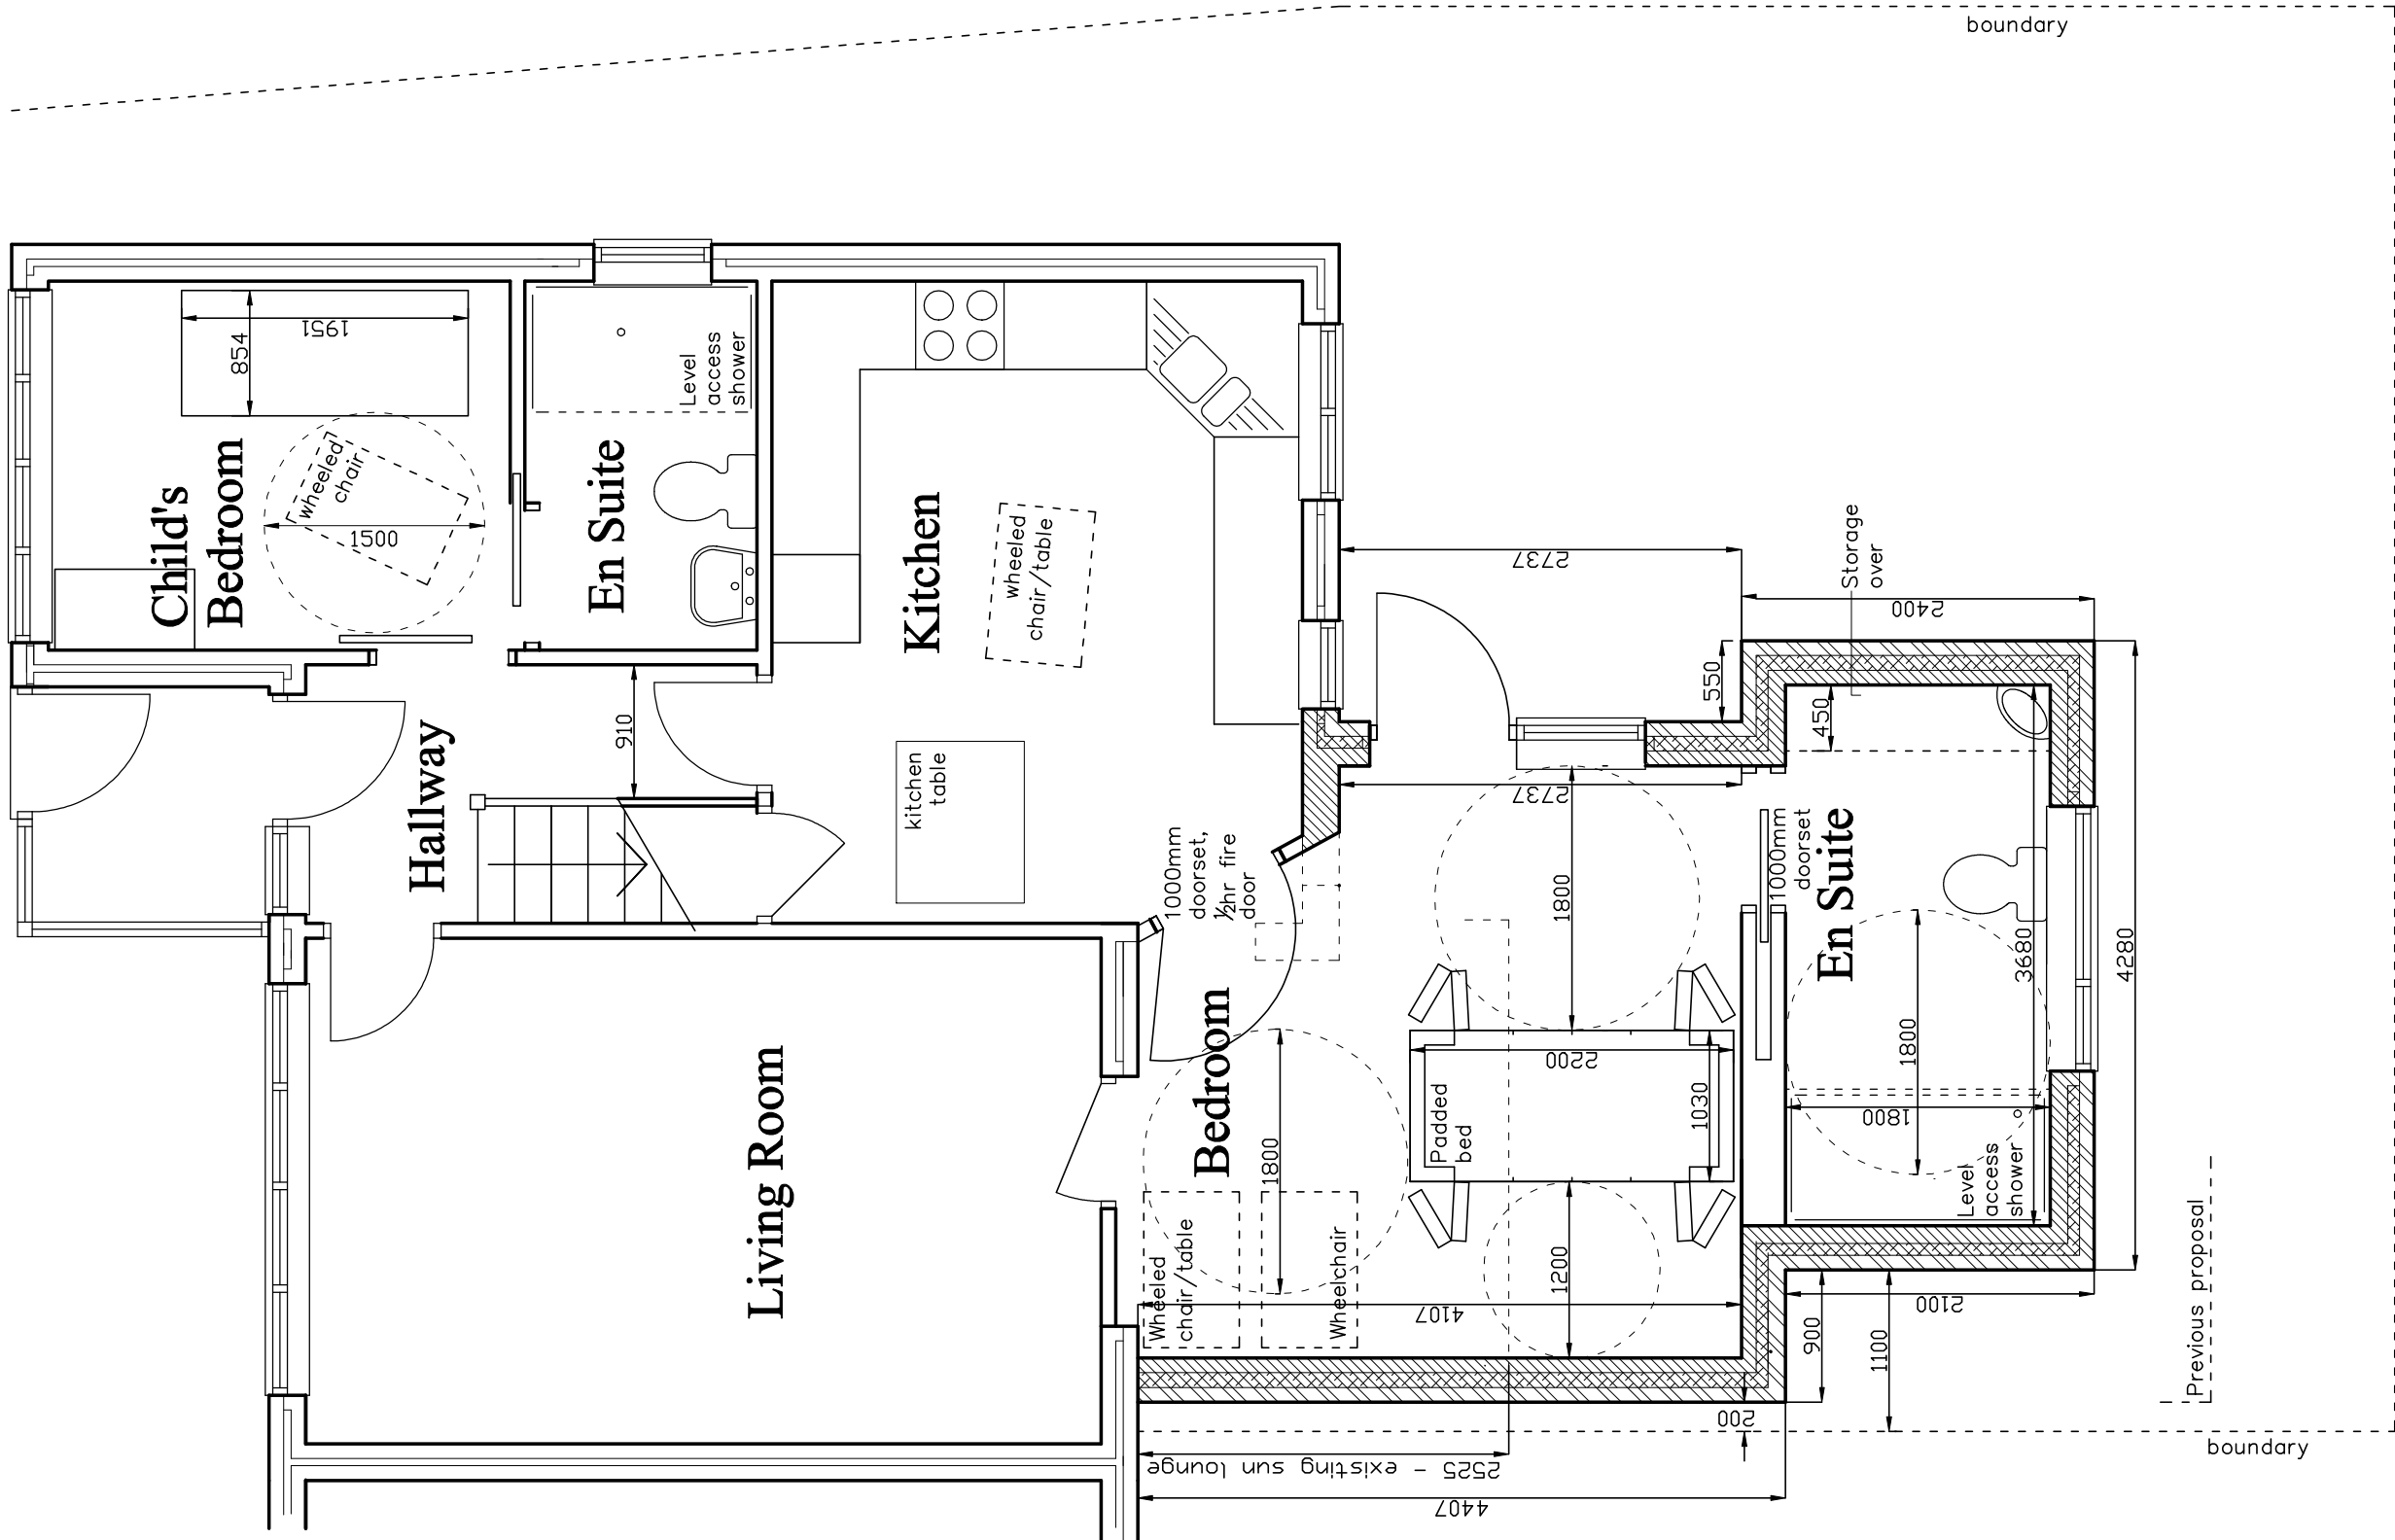 boundary
1951
854
Level
access
shower
Child's
Bedroom
wheeled
chair
1500
En Suite
Kitchen
wheeled
chair/table
2737
Storage
over
2400
550
450
910
Hallway
kitchen
table
2737
1000mm
doorset,
½hr fire
door
1800
1000mm
doorset
En Suite
3680
4280
Living Room
Bedroom
1800
2200
Padded
bed
1030
1800
1800
Level
access
shower
Wheeled
chair/table
Wheelchair
4107
1200
2100
900
1100
Previous proposal
200
boundary
2525 - existing sun lounge
4407